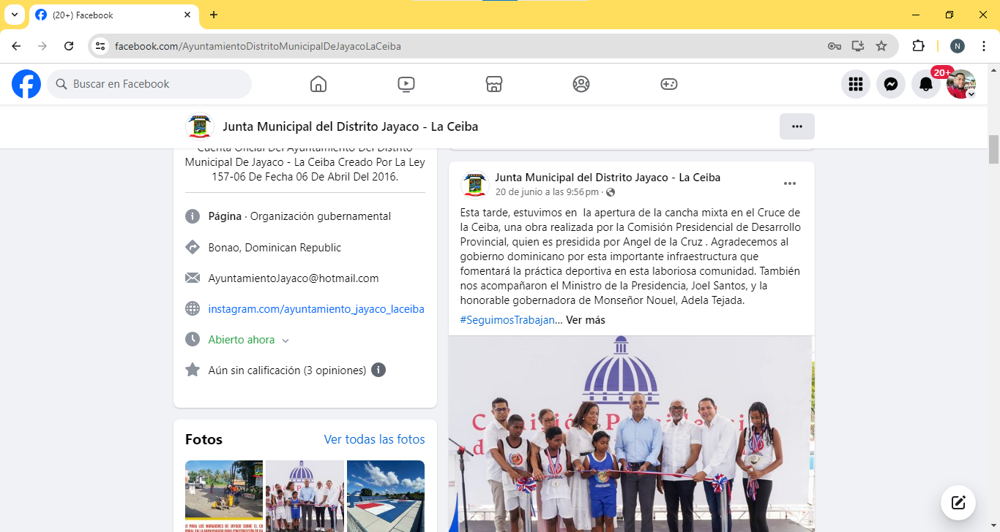 (20+) Facebook
facebook.com/AyuntamientoDistritoMunicipalDeJayacoLaCeiba
N
Buscar en Facebook
20+
Junta Municipal del Distrito Jayaco - La Ceiba
Cuenta Oficial Del Ayuntamiento Del Distrito
Municipal De Jayaco - La Ceiba Creado Por La Ley
157-06 De Fecha 06 De Abril Del 2016.
Página · Organización gubernamental
Bonao, Dominican Republic
AyuntamientoJayaco@hotmail.com
instagram.com/ayuntamiento_jayaco_laceiba
Abierto ahora
Aún sin calificación (3 opiniones)
Fotos
Ver todas las fotos
Junta Municipal del Distrito Jayaco - La Ceiba
20 de junio a las 9:56 pm ·
Esta tarde, estuvimos en  la apertura de la cancha mixta en el Cruce de
la Ceiba, una obra realizada por la Comisión Presidencial de Desarrollo
Provincial, quien es presidida por Angel de la Cruz . Agradecemos al
gobierno dominicano por esta importante infraestructura que
fomentará la práctica deportiva en esta laboriosa comunidad. También
nos acompañaron el Ministro de la Presidencia, Joel Santos, y la
honorable gobernadora de Monseñor Nouel, Adela Tejada.
#SeguimosTrabajan... Ver más